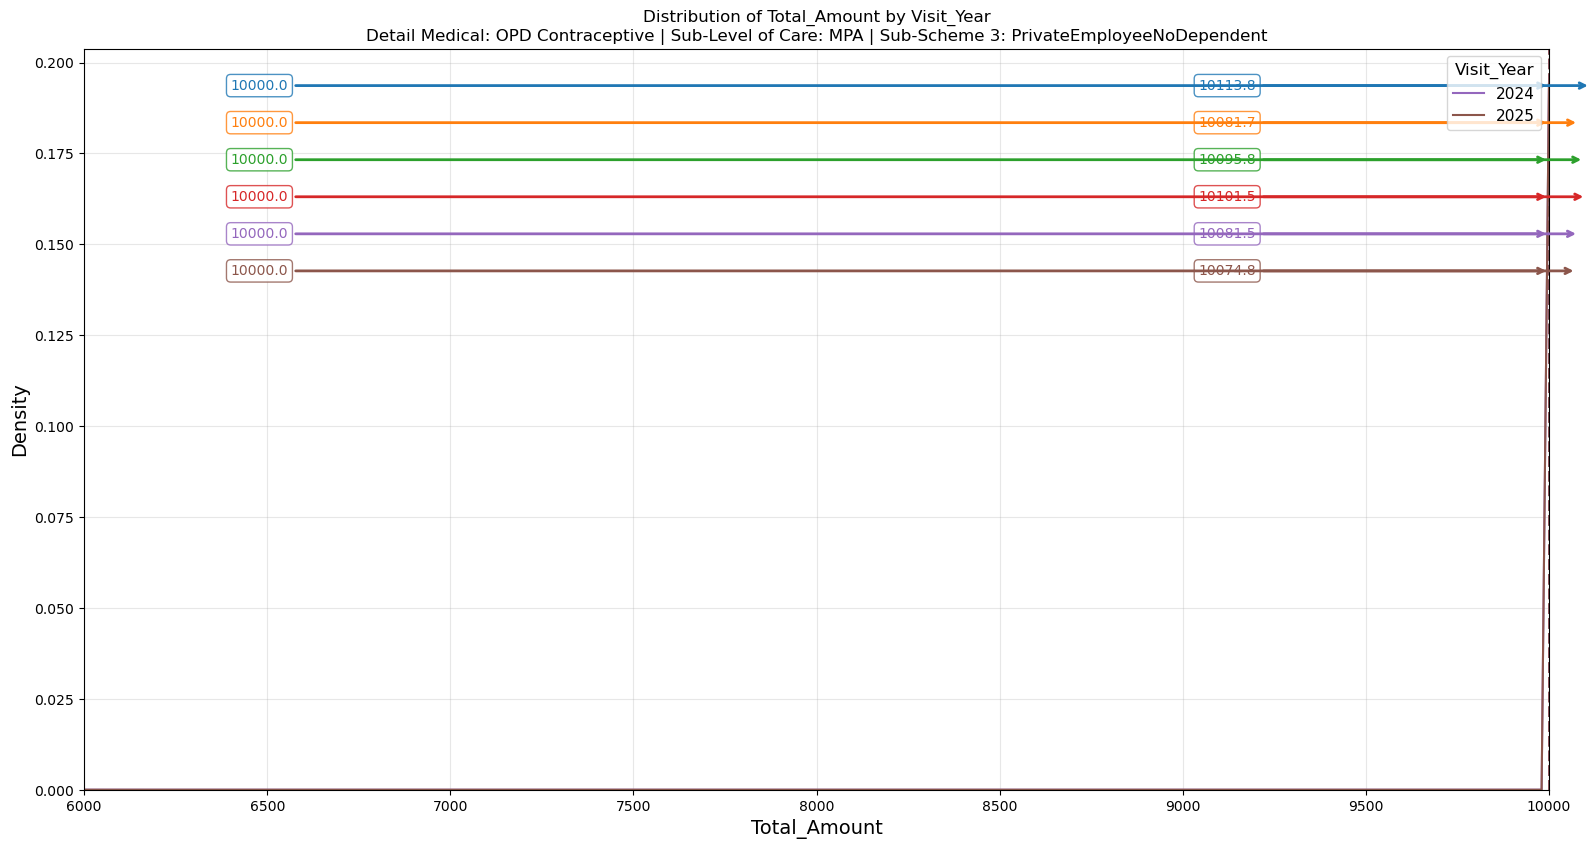 Distribution of Total_Amount by Visit_Year
Detail Medical: OPD Contraceptive | Sub-Level of Care: MPA | Sub-Scheme 3: PrivateEmployeeNoDependent
0.200
0.175
0.150
0.125
0.100
0.075
0.050
0.025
0.000
Density
10000.0 10113.8
10000.0 10081.7
10000.0 10095.8
10000.0 10101.5
10000.0 10081.5
10000.0 10074.8
Visit_Year
2024
2025
6000 6500 7000 7500 8000 8500 9000 9500 10000
Total_Amount